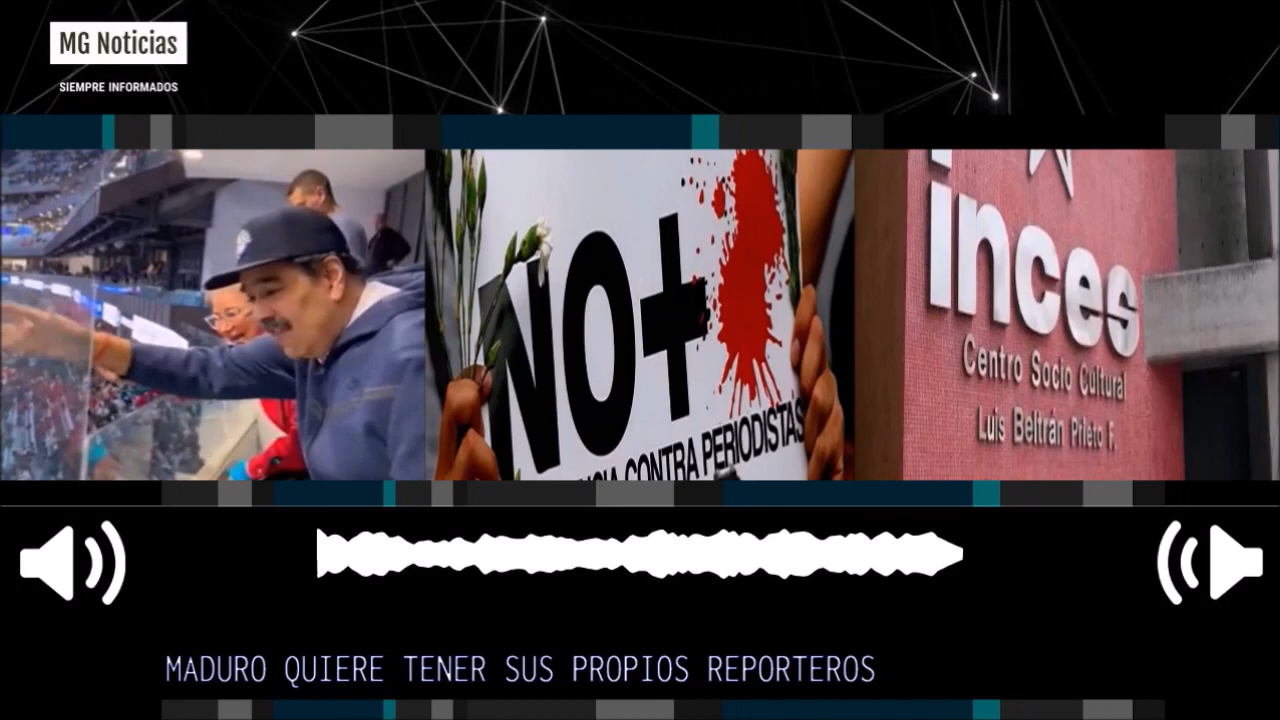 MG Noticias
SIEMPRE INFORMADOS
NO+
CONTRA PERIODISTAS
inces
Centro Socio Cultural
Luis Beltrán Prieto F.
MADURO QUIERE TENER SUS PROPIOS REPORTEROS